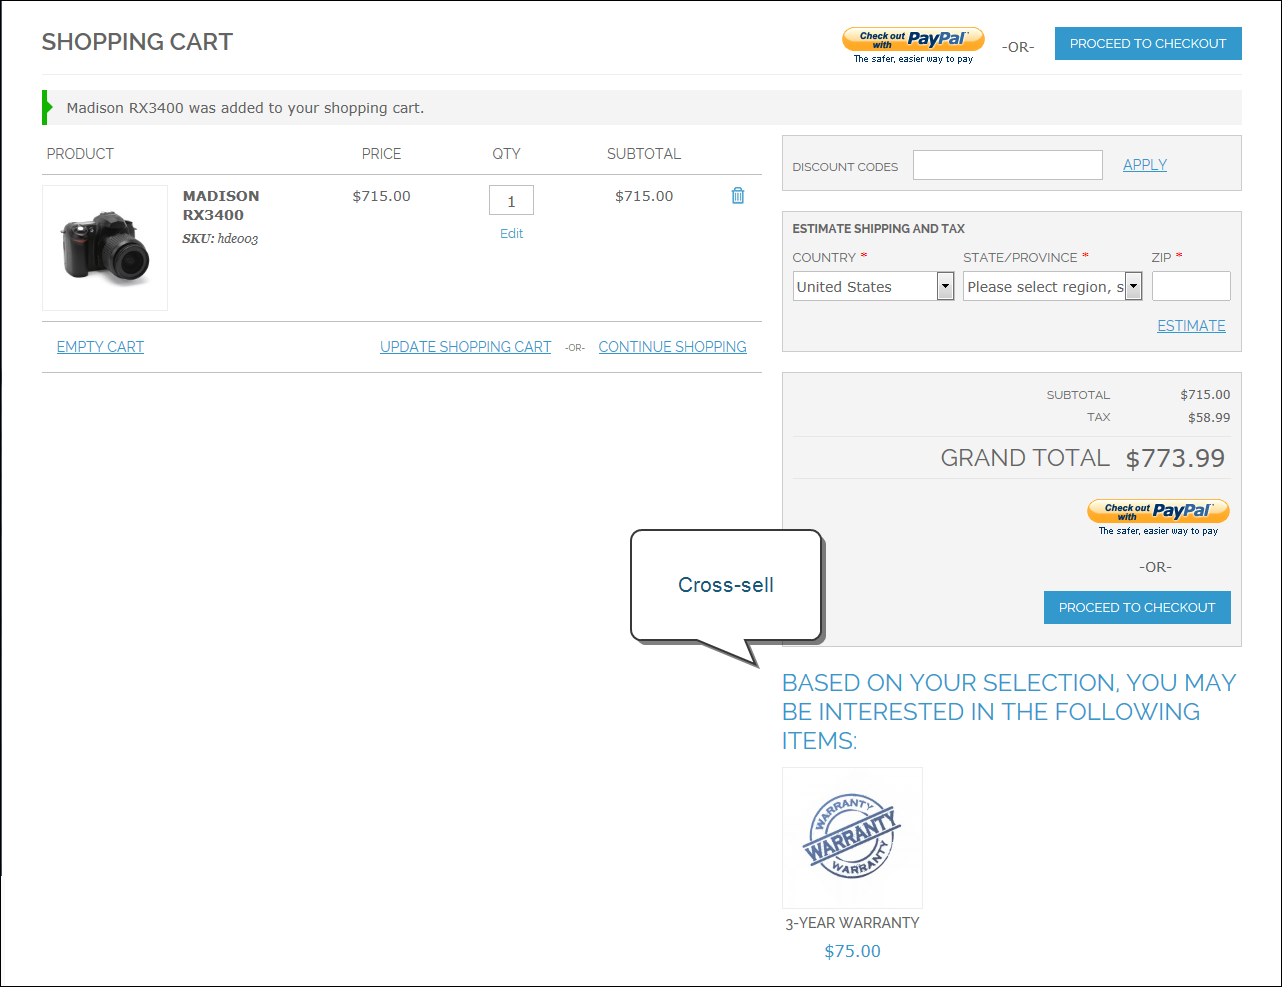 SHOPPING CART
Check out with PayPal
The safer, easier way to pay
-OR-
PROCEED TO CHECKOUT
Madison RX3400 was added to your shopping cart.
PRODUCT PRICE QTY SUBTOTAL
MADISON RX3400
SKU: hde003
$715.00
1
Edit
$715.00
EMPTY CART
UPDATE SHOPPING CART -OR- CONTINUE SHOPPING
DISCOUNT CODES APPLY
ESTIMATE SHIPPING AND TAX
COUNTRY * STATE/PROVINCE * ZIP *
United States Please select region, s
ESTIMATE
SUBTOTAL $715.00
TAX $58.99
GRAND TOTAL $773.99
Check out with PayPal
The safer, easier way to pay
-OR-
PROCEED TO CHECKOUT
Cross-sell
BASED ON YOUR SELECTION, YOU MAY
BE INTERESTED IN THE FOLLOWING
ITEMS:
WARRANTY
WARRANTY
WARRANTY
3-YEAR WARRANTY
$75.00